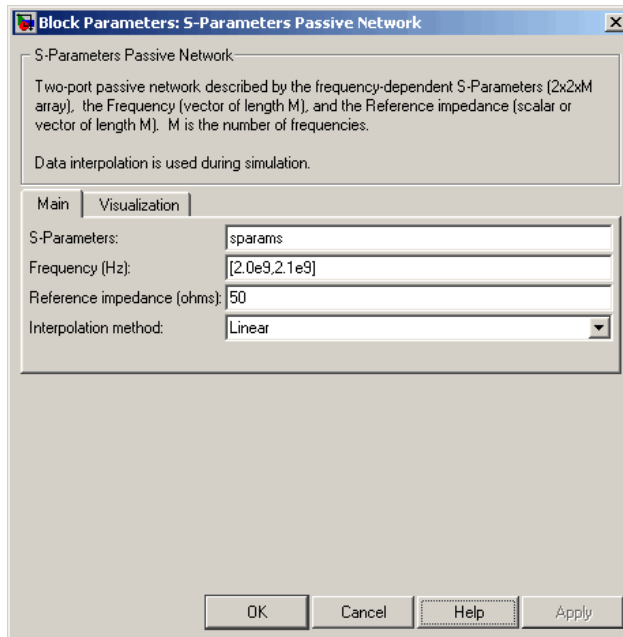 Block Parameters: S-Parameters Passive Network
S-Parameters Passive Network
Two-port passive network described by the frequency-dependent S-Parameters (2x2xM
array), the Frequency (vector of length M), and the Reference impedance (scalar or
vector of length M). M is the number of frequencies.
Data interpolation is used during simulation.
Main Visualization
S-Parameters: sparams
Frequency (Hz): [2.0e9,2.1e9]
Reference impedance (ohms): 50
Interpolation method: Linear
OK Cancel Help Apply